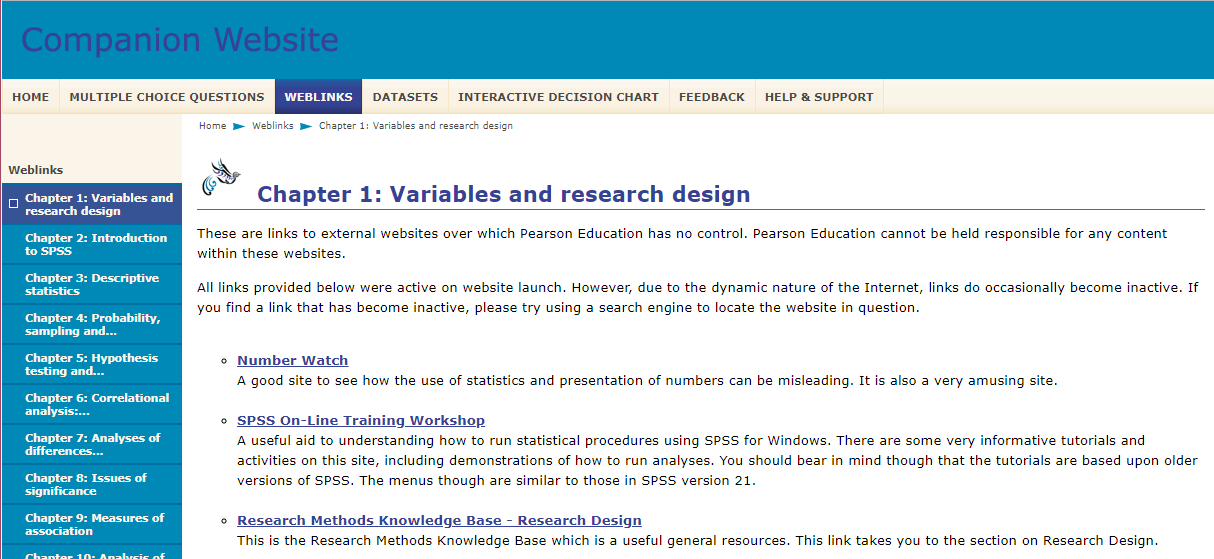 Companion Website
HOME MULTIPLE CHOICE QUESTIONS WEBLINKS DATASETS INTERACTIVE DECISION CHART FEEDBACK HELP & SUPPORT
Home Weblinks Chapter 1: Variables and research design
Weblinks
Chapter 1: Variables and
research design
Chapter 2: Introduction
to SPSS
Chapter 3: Descriptive
statistics
Chapter 4: Probability,
sampling and...
Chapter 5: Hypothesis
testing and...
Chapter 6: Correlational
analysis:...
Chapter 7: Analyses of
differences...
Chapter 8: Issues of
significance
Chapter 9: Measures of
association
Chapter 10: Analysis of
Chapter 1: Variables and research design
These are links to external websites over which Pearson Education has no control. Pearson Education cannot be held responsible for any content
within these websites.
All links provided below were active on website launch. However, due to the dynamic nature of the Internet, links do occasionally become inactive. If
you find a link that has become inactive, please try using a search engine to locate the website in question.
Number Watch
A good site to see how the use of statistics and presentation of numbers can be misleading. It is also a very amusing site.
SPSS On-Line Training Workshop
A useful aid to understanding how to run statistical procedures using SPSS for Windows. There are some very informative tutorials and
activities on this site, including demonstrations of how to run analyses. You should bear in mind though that the tutorials are based upon older
versions of SPSS. The menus though are similar to those in SPSS version 21.
Research Methods Knowledge Base - Research Design
This is the Research Methods Knowledge Base which is a useful general resources. This link takes you to the section on Research Design.